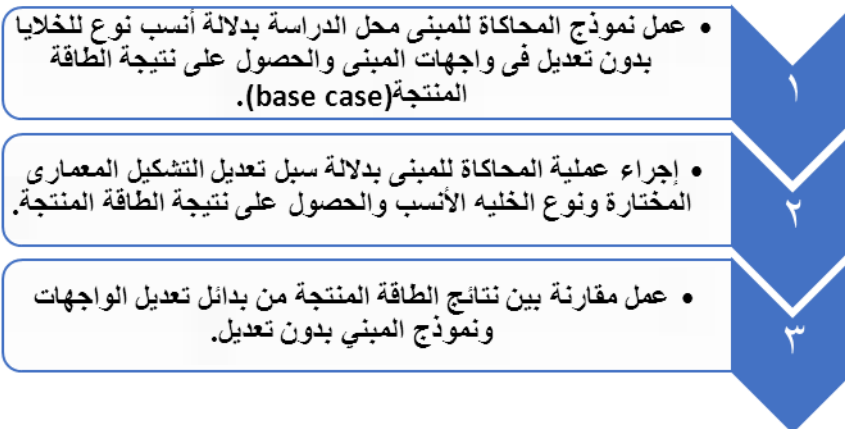 ١
• عمل نموذج المحاكاة للمبنى محل الدراسة بدلالة أنسب نوع للخلايا
بدون تعديل فى واجهات المبنى والحصول على نتيجة الطاقة
المنتجة(base case).
٢
• إجراء عملية المحاكاة للمبنى بدلالة سبل تعديل التشكيل المعمارى
المختارة ونوع الخليه الأنسب والحصول على نتيجة الطاقة المنتجة.
٣
• عمل مقارنة بين نتائج الطاقة المنتجة من بدائل تعديل الواجهات
ونموذج المبني بدون تعديل.